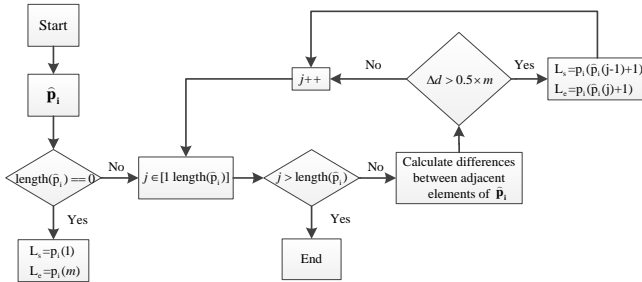 Start
p̂ᵢ
length(p̂ᵢ) == 0
No
Yes
Lₛ=pᵢ(1)
Lₑ=pᵢ(m)
j∈[1 length(p̂ᵢ)]
j > length(p̂ᵢ)
No
Yes
End
Calculate differences
between adjacent
elements of p̂ᵢ
Δd > 0.5×m
No
Yes
j++
Lₛ=pᵢ(p̂ᵢ(j-1)+1)
Lₑ=pᵢ(p̂ᵢ(j)+1)